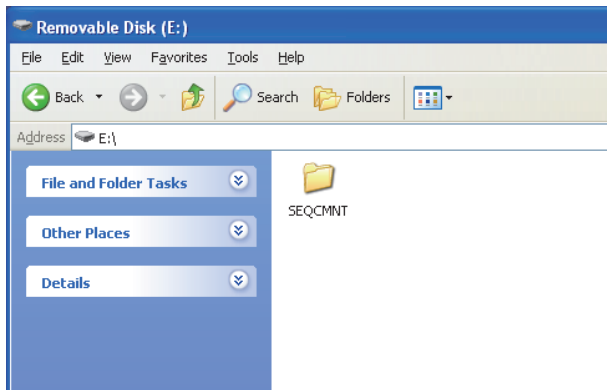 Removable Disk (E:)
File Edit View Favorites Tools Help
Back Search Folders
Address E:\
File and Folder Tasks
Other Places
Details
SEQCMNT